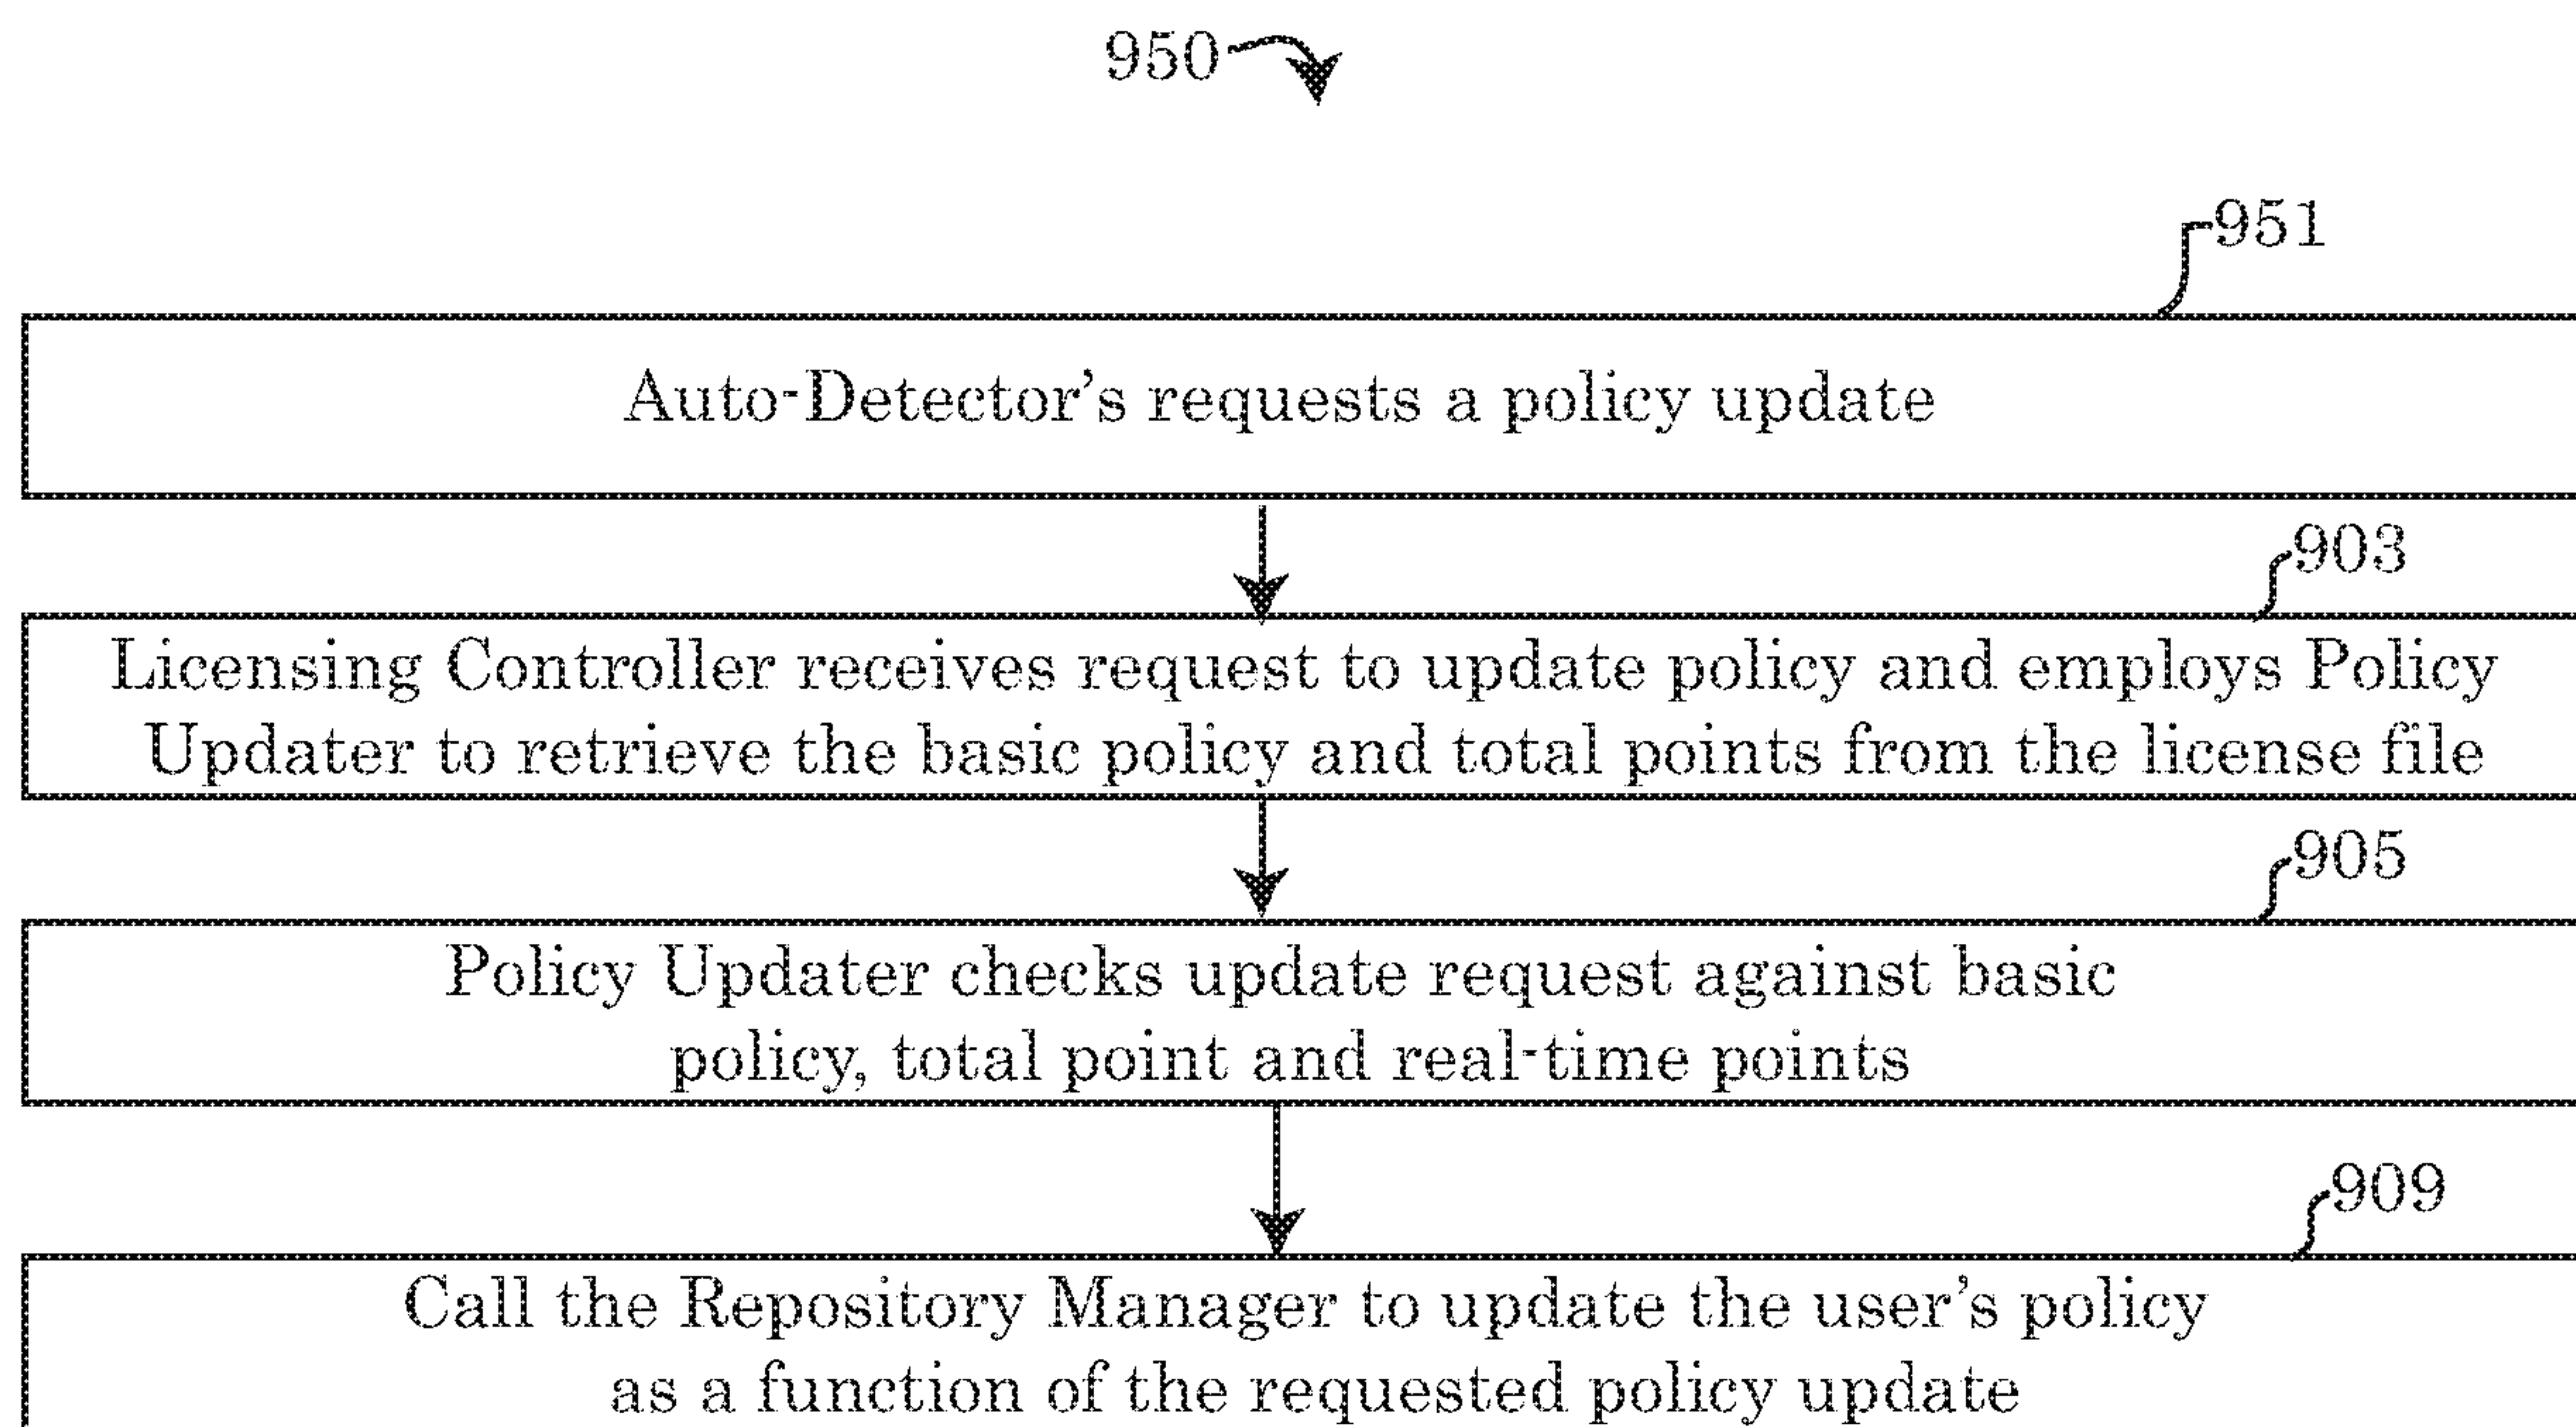 950
951
Auto-Detector's requests a policy update
903
Licensing Controller receives request to update policy and employs Policy
Updater to retrieve the basic policy and total points from the license file
905
Policy Updater checks update request against basic
policy, total point and real-time points
909
Call the Repository Manager to update the user's policy
as a function of the requested policy update